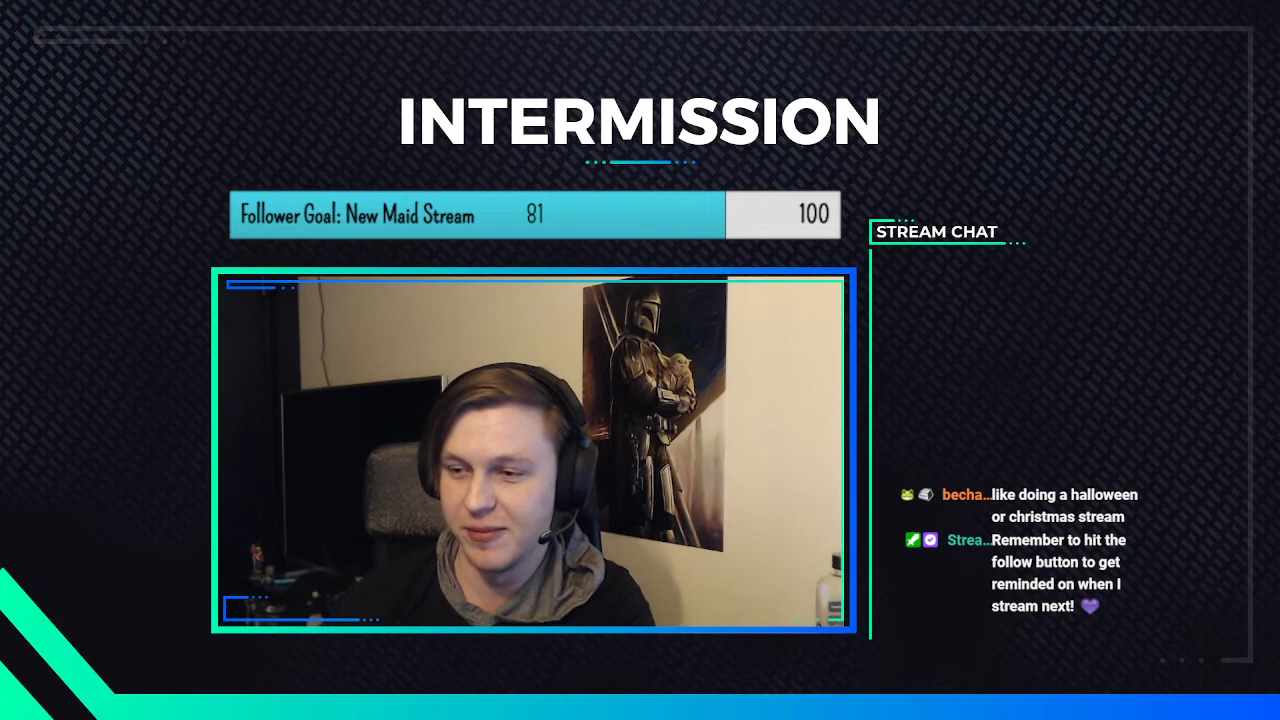 INTERMISSION
Follower Goal: New Maid Stream 81 100
STREAM CHAT
becha...like doing a halloween
or christmas stream
Strea...Remember to hit the
follow button to get
reminded on when I
stream next!